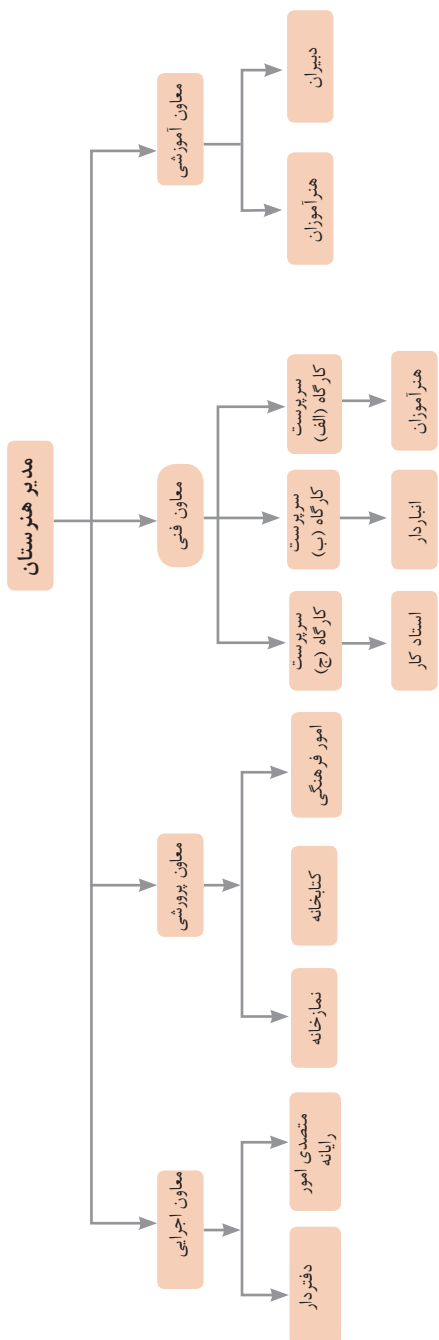 مدیر هنرستان
معاون آموزشی
معاون فنی
معاون پرورشی
معاون اجرایی
دبیران
هنرآموزان
سرپرست
کارگاه (الف)
سرپرست
کارگاه (ب)
سرپرست
کارگاه (ج)
هنرآموزان
انباردار
استاد کار
امور فرهنگی
کتابخانه
نمازخانه
متصدی امور
رایانه
دفتردار